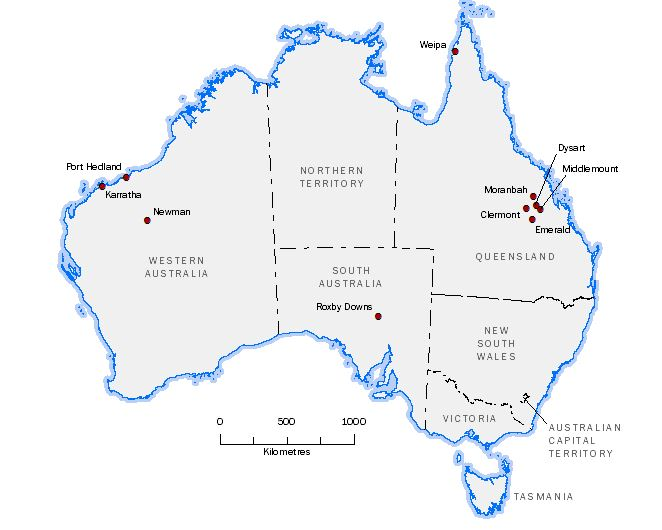 Weipa
Dysart
Middlemount
Port Hedland
NORTHERN
TERRITORY
Moranbah
Karratha
Newman
Clermont
Emerald
WESTERN
AUSTRALIA
QUEENSLAND
SOUTH
AUSTRALIA
Roxby Downs
NEW
SOUTH
WALES
VICTORIA
0 500 1000
Kilometres
AUSTRALIAN
CAPITAL
TERRITORY
TASMANIA